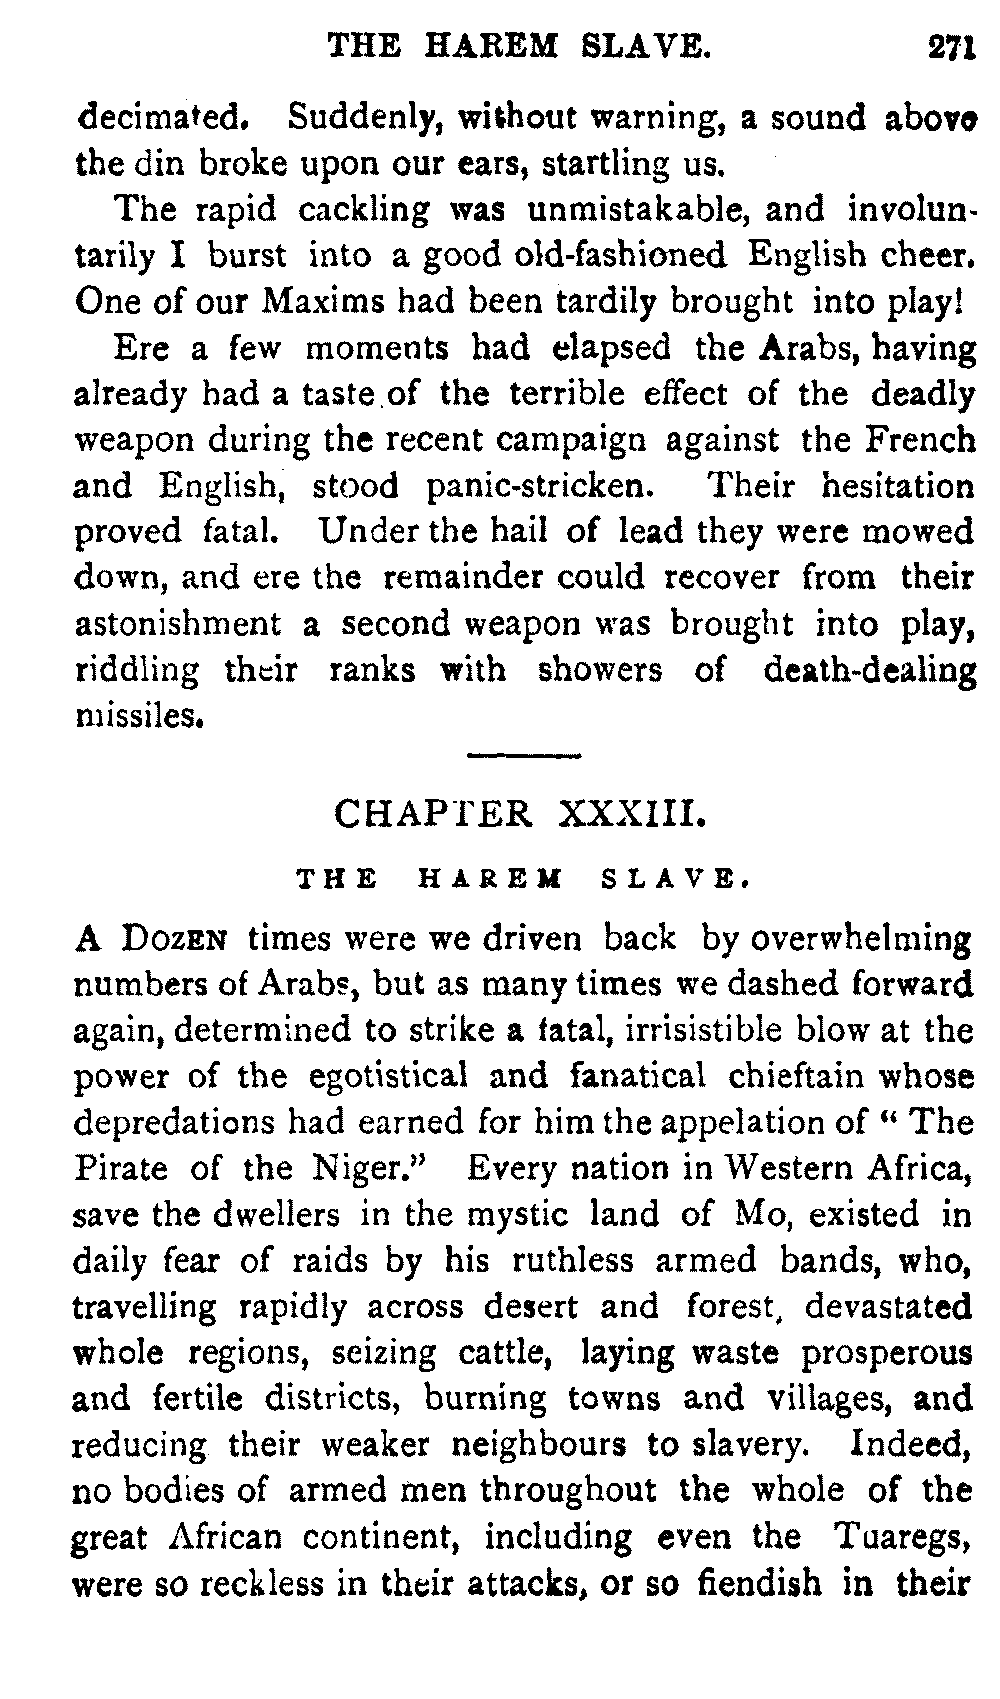 THE HAREM SLAVE. 271
decimated. Suddenly, without warning, a sound above
the din broke upon our ears, startling us.
The rapid cackling was unmistakable, and involun-
tarily I burst into a good old-fashioned English cheer.
One of our Maxims had been tardily brought into play!
Ere a few moments had elapsed the Arabs, having
already had a taste of the terrible effect of the deadly
weapon during the recent campaign against the French
and English, stood panic-stricken. Their hesitation
proved fatal. Under the hail of lead they were mowed
down, and ere the remainder could recover from their
astonishment a second weapon was brought into play,
riddling their ranks with showers of death-dealing
missiles.
CHAPTER XXXIII.
THE HAREM SLAVE.
A DOZEN times were we driven back by overwhelming
numbers of Arabs, but as many times we dashed forward
again, determined to strike a fatal, irrisistible blow at the
power of the egotistical and fanatical chieftain whose
depredations had earned for him the appelation of "The
Pirate of the Niger." Every nation in Western Africa,
save the dwellers in the mystic land of Mo, existed in
daily fear of raids by his ruthless armed bands, who,
travelling rapidly across desert and forest, devastated
whole regions, seizing cattle, laying waste prosperous
and fertile districts, burning towns and villages, and
reducing their weaker neighbours to slavery. Indeed,
no bodies of armed men throughout the whole of the
great African continent, including even the Tuaregs,
were so reckless in their attacks, or so fiendish in their